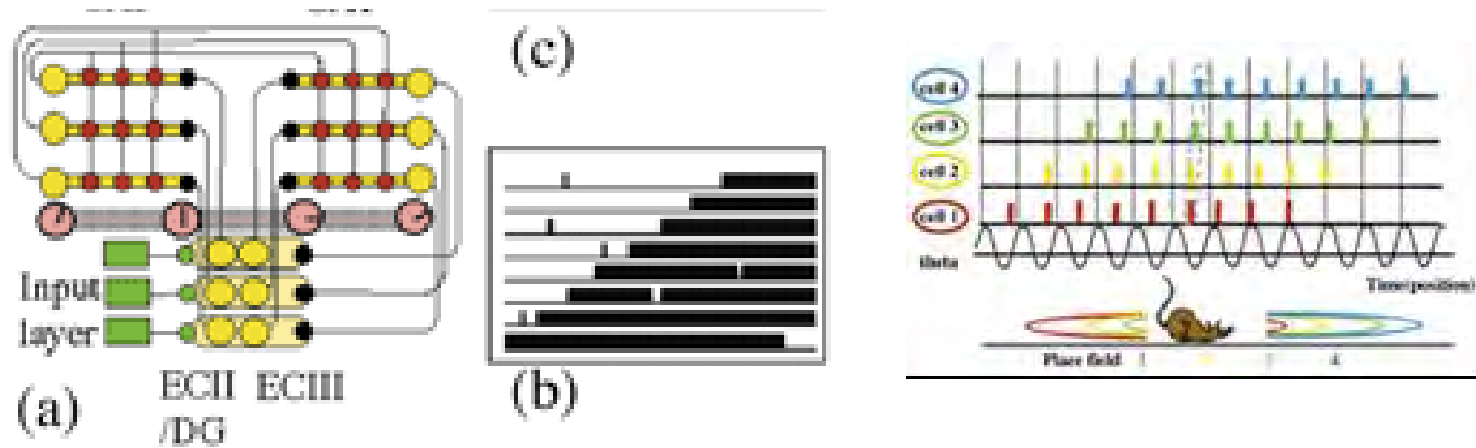 Input
layer
ECII ECIII
/DG
(a)
(c)
(b)
cell 4
cell 3
cell 2
cell 1
theta
Time(position)
Place field